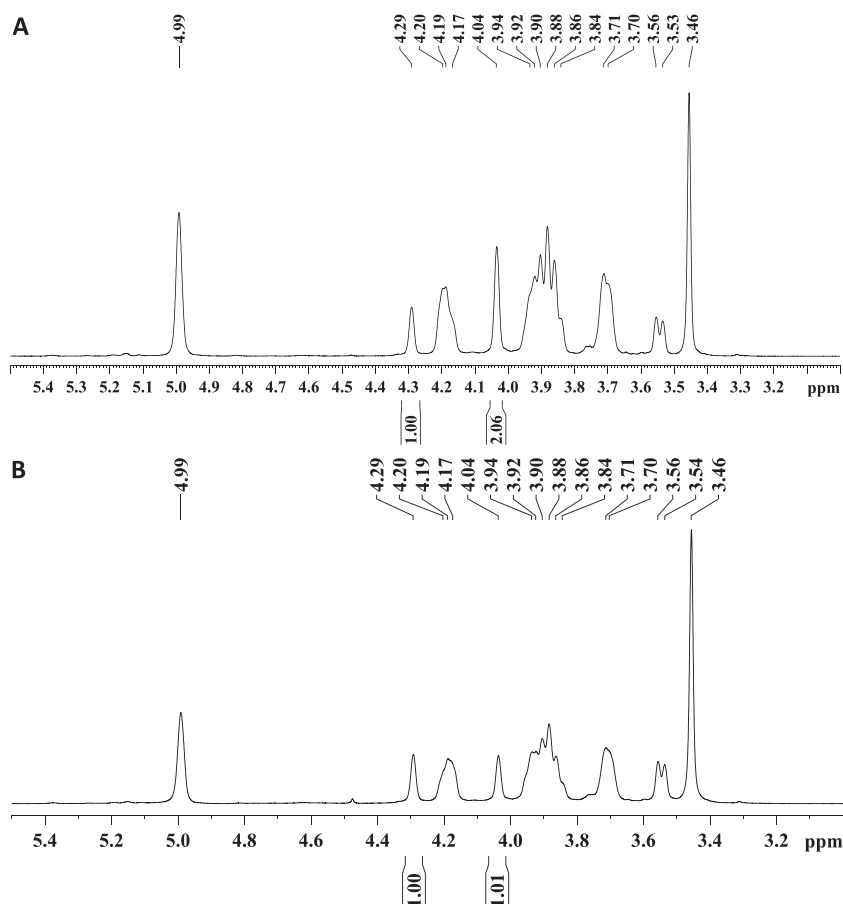 A
4.99 4.29 4.20 4.19 4.17 4.04 3.94 3.92 3.90 3.88 3.86 3.84 3.71 3.70 3.56 3.53 3.46
5.4 5.3 5.2 5.1 5.0 4.9 4.8 4.7 4.6 4.5 4.4 4.3 4.2 4.1 4.0 3.9 3.8 3.7 3.6 3.5 3.4 3.3 3.2 ppm
1.00 2.06
B
4.99 4.29 4.20 4.19 4.17 4.04 3.94 3.92 3.90 3.88 3.86 3.84 3.71 3.70 3.56 3.54 3.46
5.4 5.2 5.0 4.8 4.6 4.4 4.2 4.0 3.8 3.6 3.4 3.2 ppm
1.00 1.01